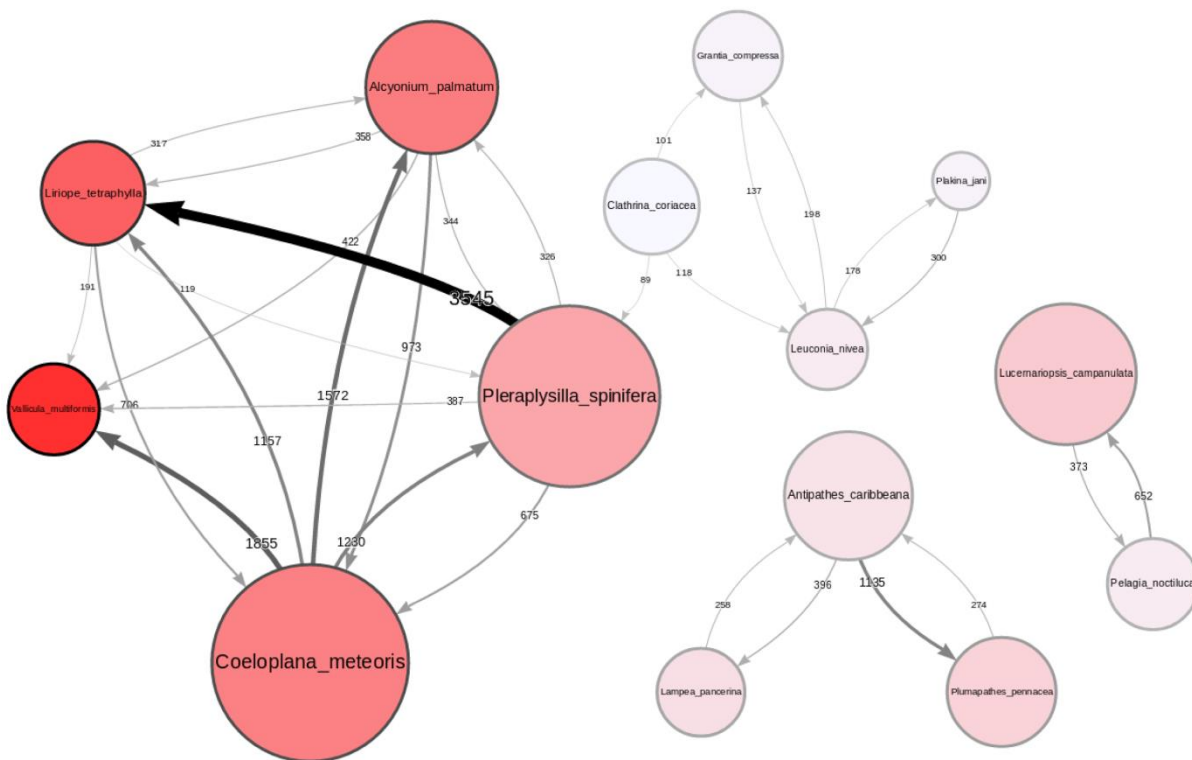 Grantia_compressa
Alcyonium_palmatum
317
358
101
Plakina_jani
Liriope_tetraphylla
137
Clathrina_coriacea
198
344
422
326
300
178
118
89
191
119
3545
973
Leuconia_nivea
Lucernariopsis_campanulata
1572
Pleraplysilla_spinifera
387
706
Vallicula_multiformis
1157
373
Antipathes_caribbeana
652
675
1855
1230
396
1135
Pelagia_noctiluca
258
274
Coeloplana_meteoris
Lampea_pancerina
Plumapathes_pennacea